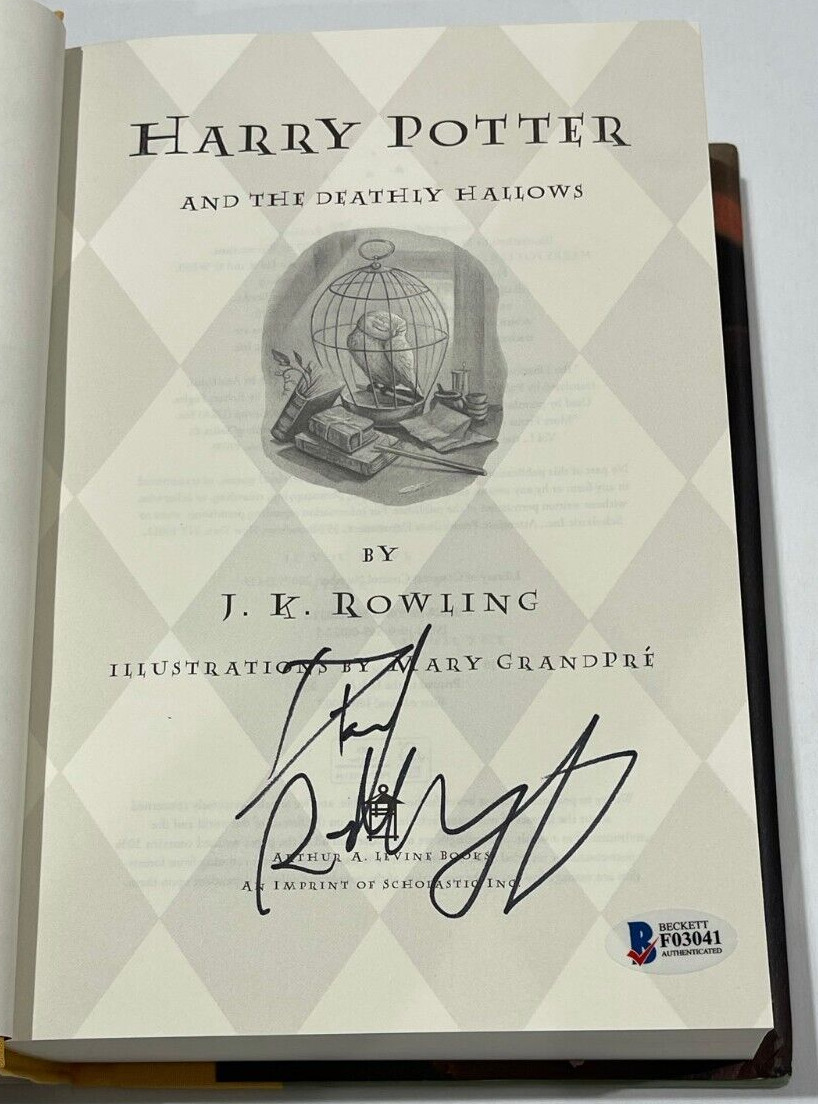 HARRY POTTER
AND THE DEATHLY HALLOWS
BY
J. K. ROWLING
ILLUSTRATIONS BY MARY GRANDPRÉ
ARTHUR A. LEVINE BOOKS
AN IMPRINT OF SCHOLASTIC INC.
BECKETT
F03041
AUTHENTICATED